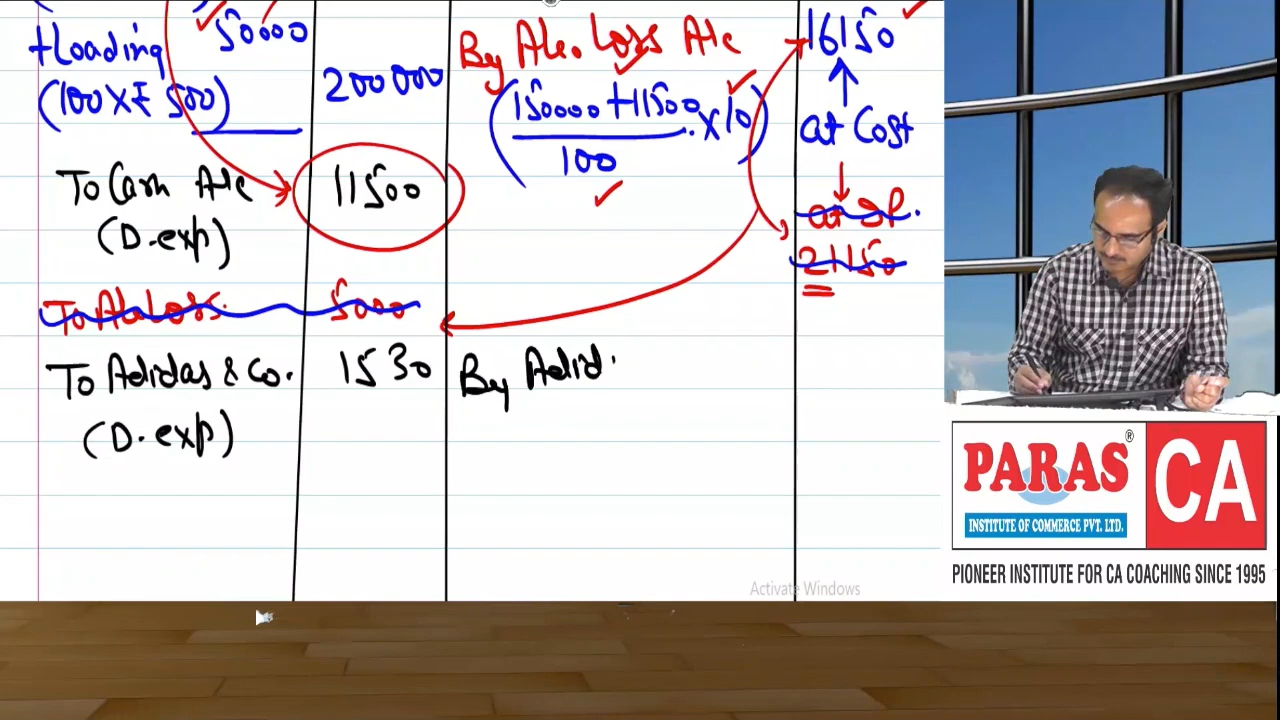 +Loading 50000
(100 X ₹ 500)
200000
To Cash A/c 11500
(D.exp)
To Ab. Loss. 5000
To Adidas & Co. 1530
(D.exp)
By Ab. Loss A/c 16150
(150000 + 11500 X 10)
100
at Cost
at I.P.
21150
By Adid
PARAS®
INSTITUTE OF COMMERCE PVT. LTD.
CA
PIONEER INSTITUTE FOR CA COACHING SINCE 1995
Activate Windows